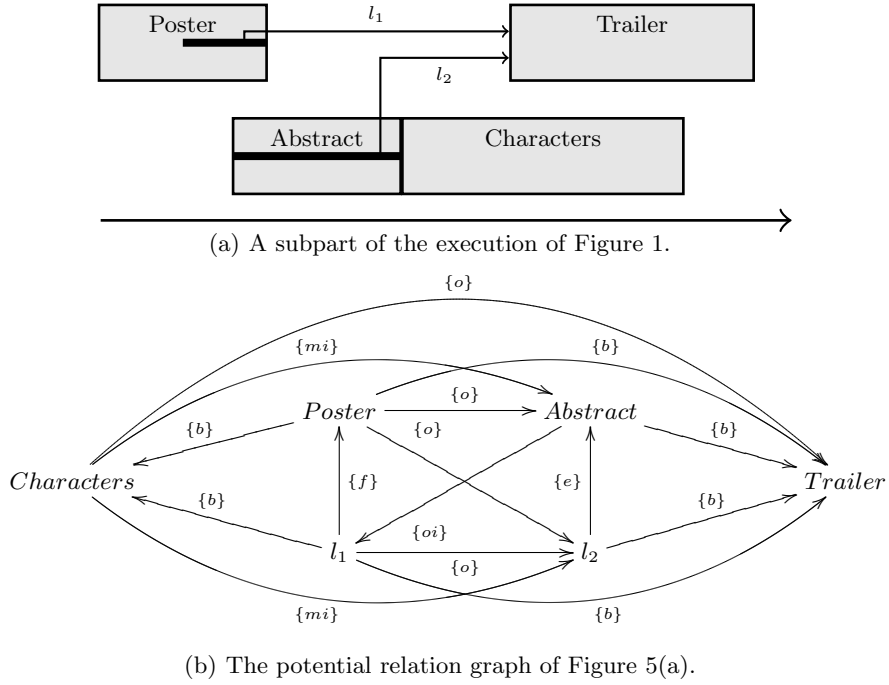 Poster
l1
Trailer
l2
Abstract
Characters
(a) A subpart of the execution of Figure 1.
{o}
{mi}
{b}
Poster
{o}
Abstract
{b}
{o}
{b}
Characters
{f}
{e}
Trailer
{b}
{oi}
{b}
l1
l2
{o}
{mi}
{b}
(b) The potential relation graph of Figure 5(a).